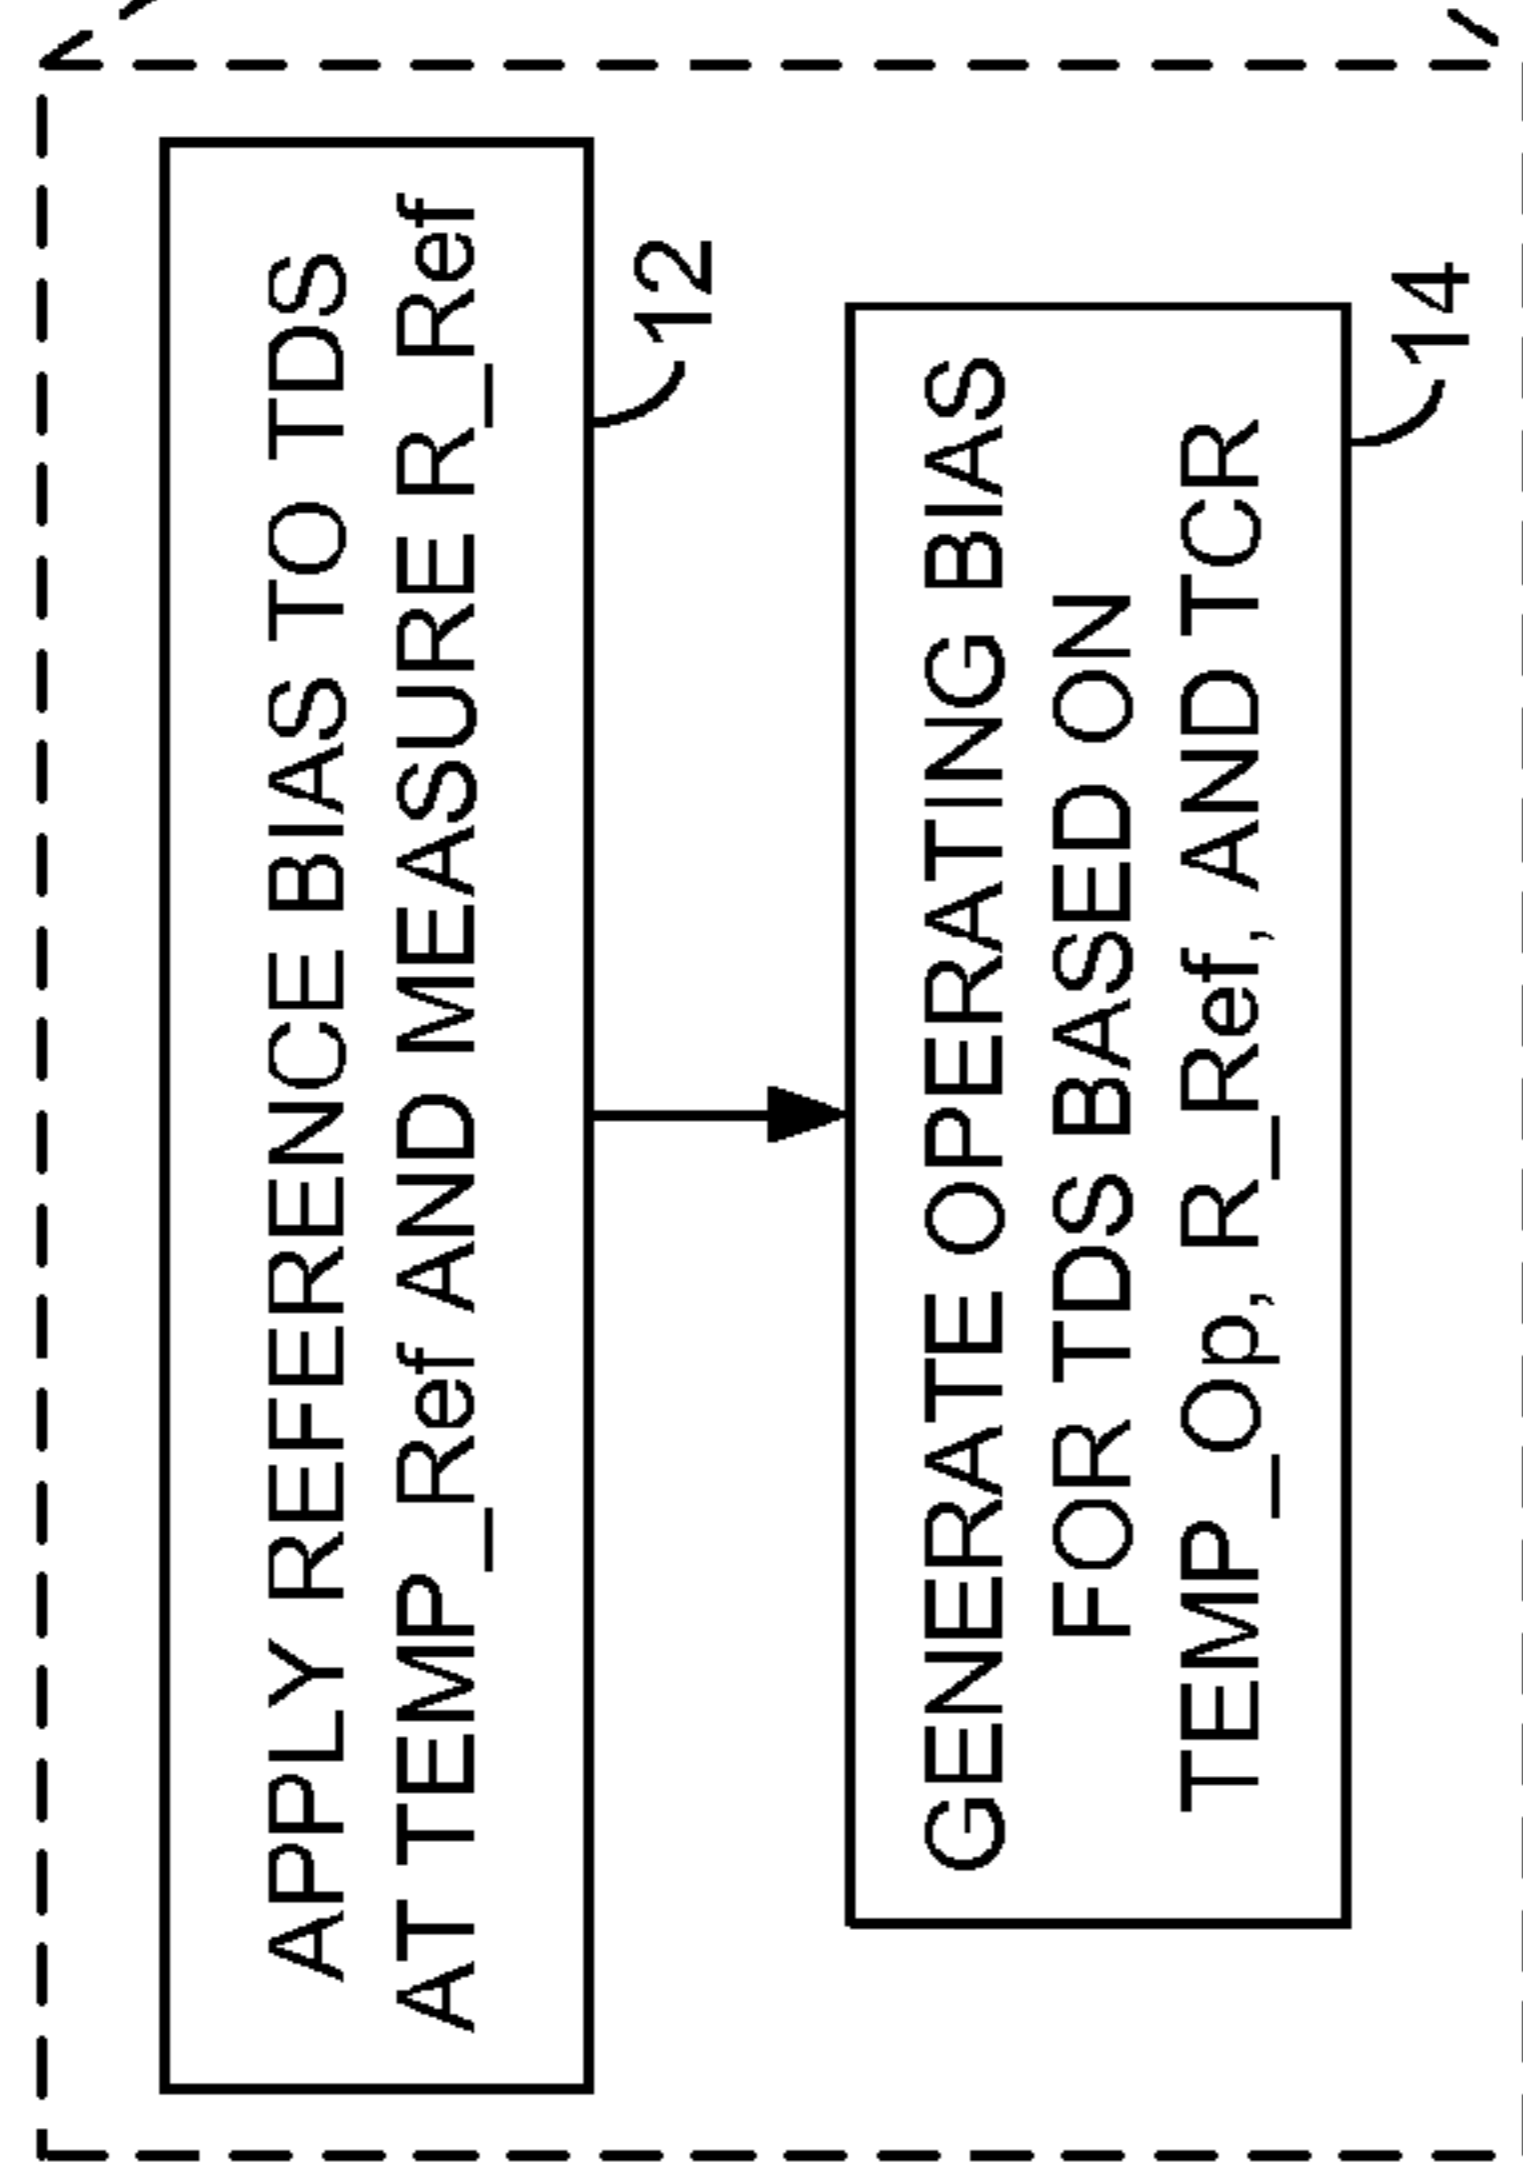 APPLY REFERENCE BIAS TO TDS
AT TEMP_Ref AND MEASURE R_Ref
12
GENERATE OPERATING BIAS
FOR TDS BASED ON
TEMP_Op, R_Ref, AND TCR
14